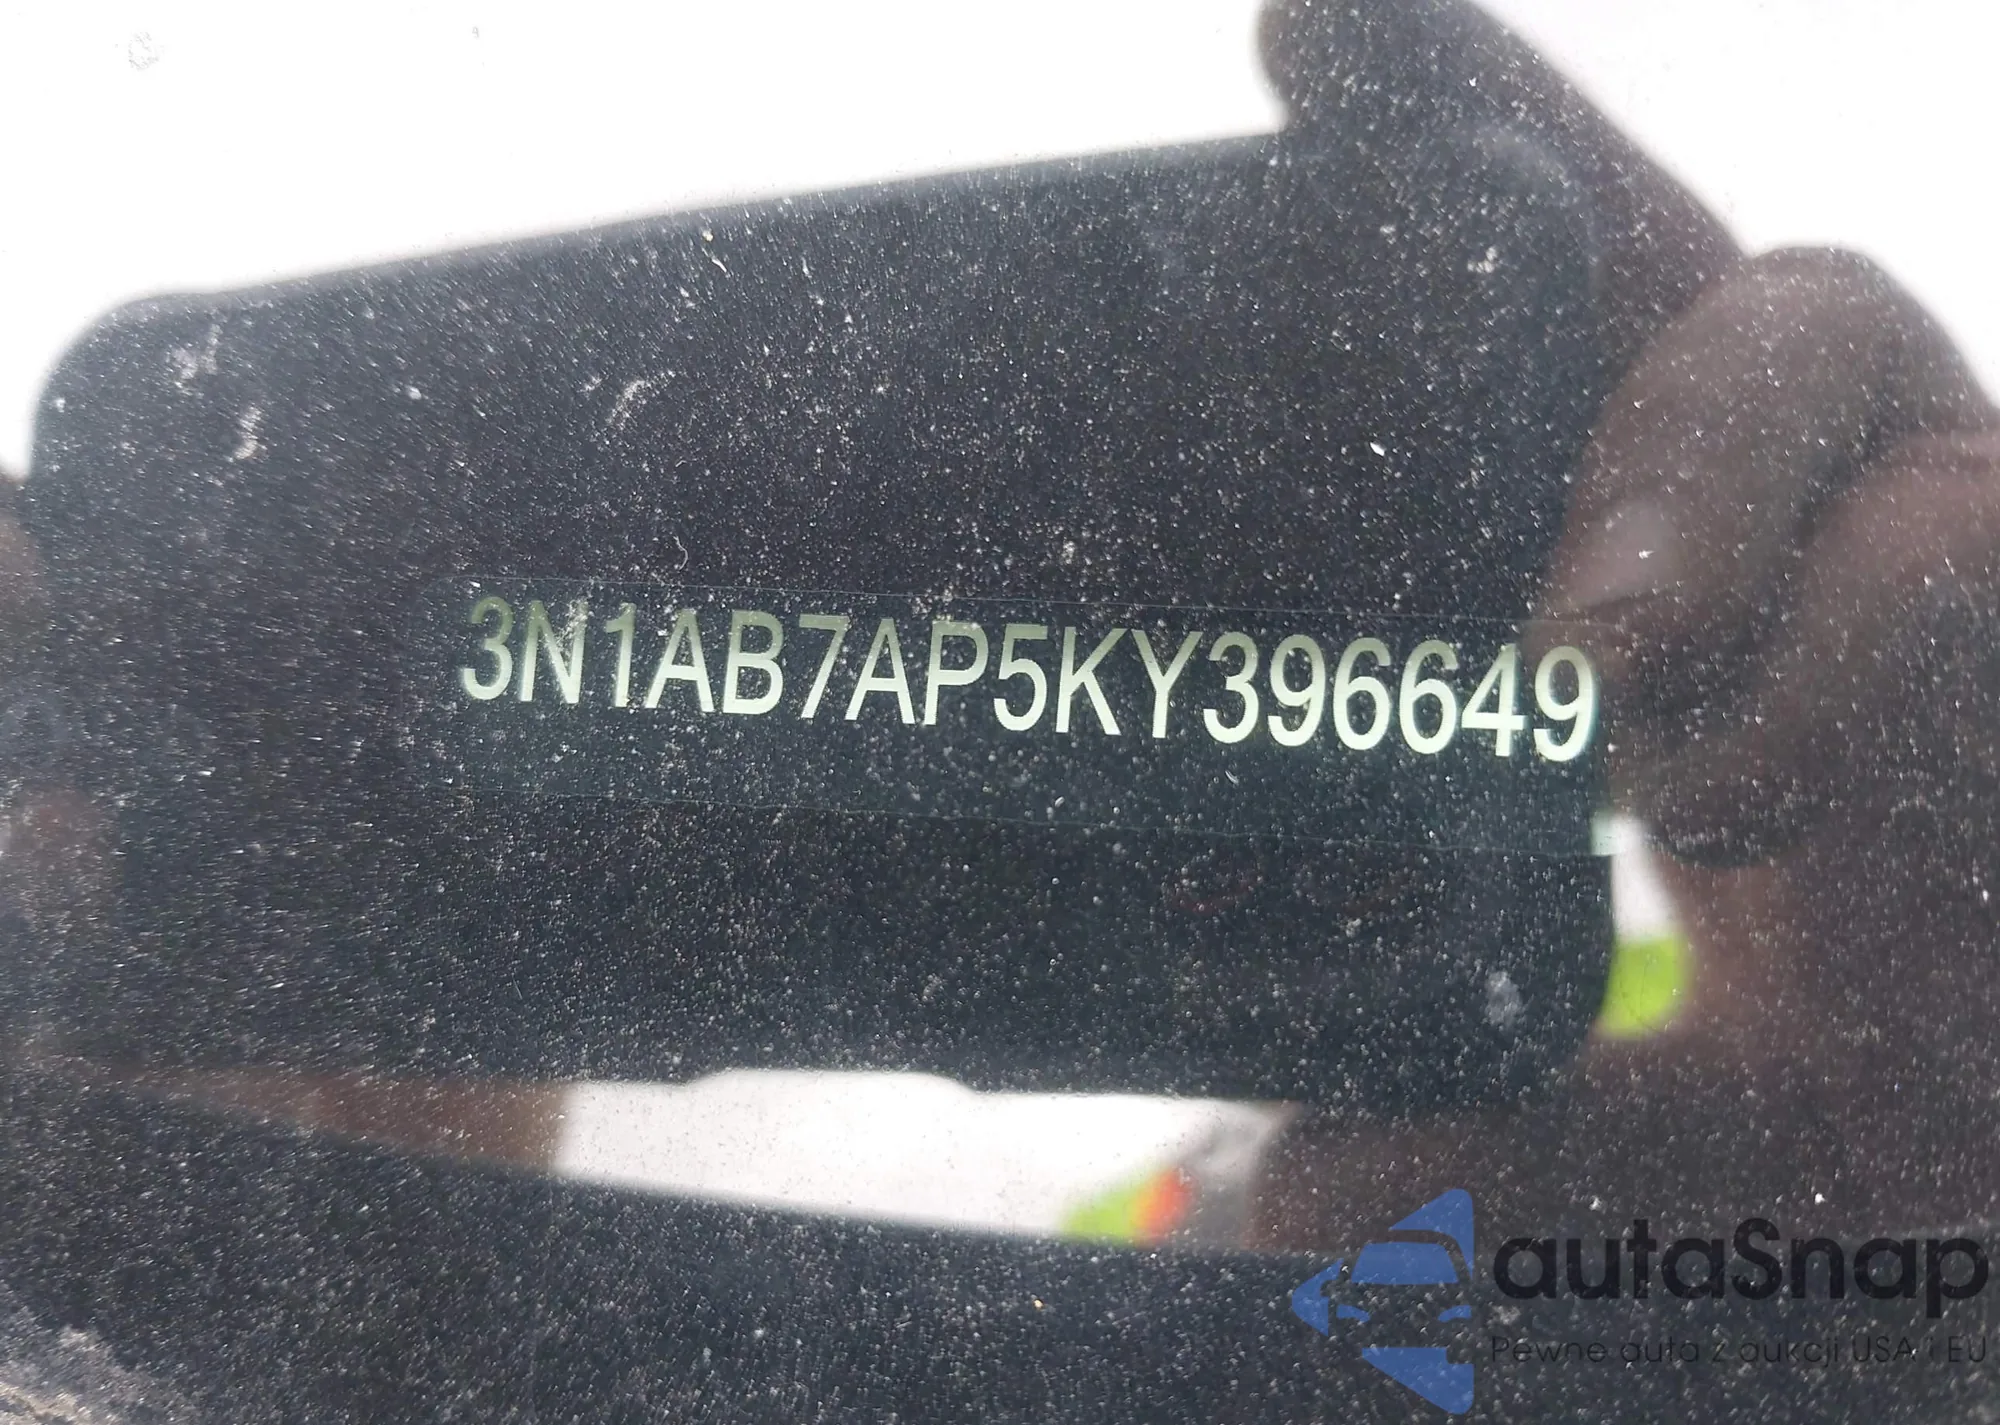 3N1AB7AP5KY396649
autaSnap
Pewne auta z aukcji USA i EU